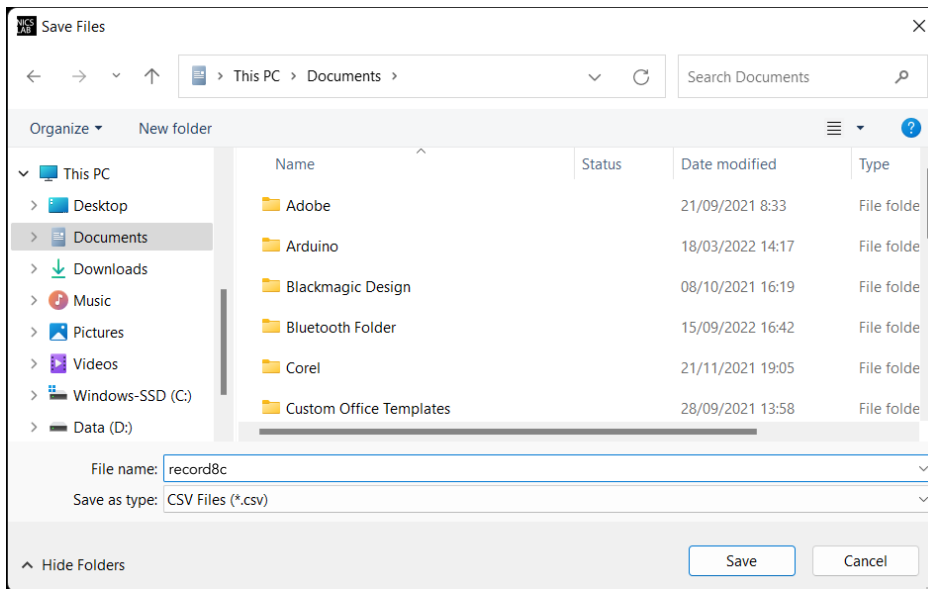 NICS LAB Save Files
This PC > Documents >
Search Documents
Organize New folder
Name Status Date modified Type
This PC
Desktop
Documents
Downloads
Music
Pictures
Videos
Windows-SSD (C:)
Data (D:)
Adobe 21/09/2021 8:33 File folde
Arduino 18/03/2022 14:17 File folde
Blackmagic Design 08/10/2021 16:19 File folde
Bluetooth Folder 15/09/2022 16:42 File folde
Corel 21/11/2021 19:05 File folde
Custom Office Templates 28/09/2021 13:58 File folde
File name: record8c
Save as type: CSV Files (*.csv)
Hide Folders Save Cancel